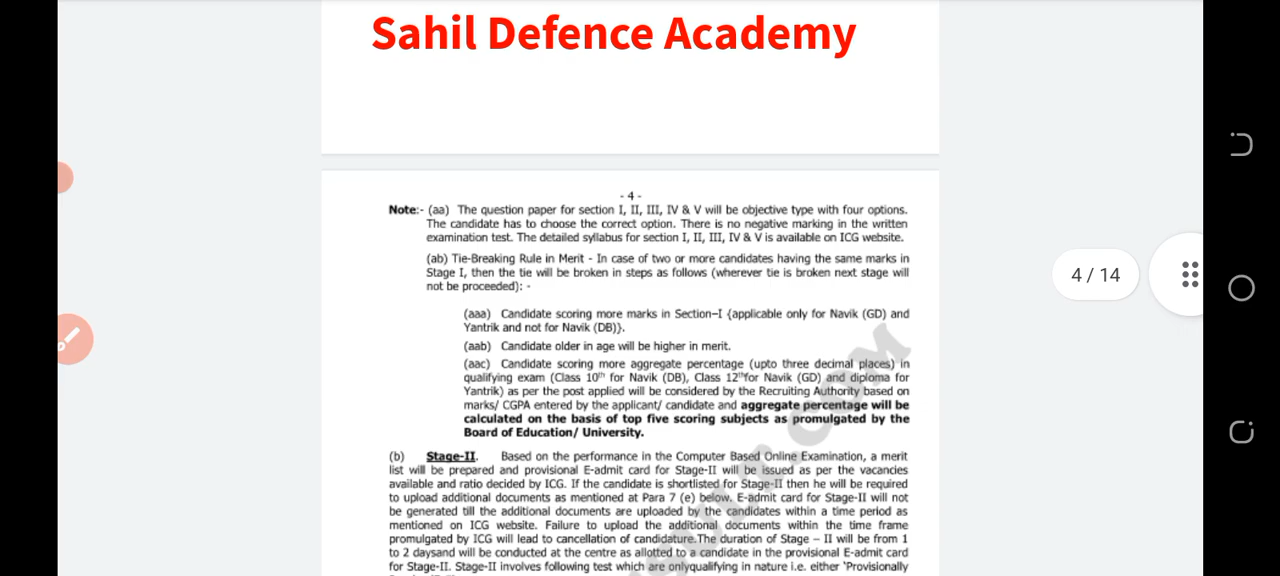 Sahil Defence Academy
- 4 -
Note:- (aa) The question paper for section I, II, III, IV & V will be objective type with four options.
The candidate has to choose the correct option. There is no negative marking in the written
examination test. The detailed syllabus for section I, II, III, IV & V is available on ICG website.
(ab) Tie-Breaking Rule in Merit - In case of two or more candidates having the same marks in
Stage I, then the tie will be broken in steps as follows (wherever tie is broken next stage will
not be proceeded): -
4 / 14
(aaa) Candidate scoring more marks in Section–I {applicable only for Navik (GD) and
Yantrik and not for Navik (DB)}.
(aab) Candidate older in age will be higher in merit.
(aac) Candidate scoring more aggregate percentage (upto three decimal places) in
qualifying exam (Class 10th for Navik (DB), Class 12thfor Navik (GD) and diploma for
Yantrik) as per the post applied will be considered by the Recruiting Authority based on
marks/ CGPA entered by the applicant/ candidate and aggregate percentage will be
calculated on the basis of top five scoring subjects as promulgated by the
Board of Education/ University.
(b) Stage-II. Based on the performance in the Computer Based Online Examination, a merit
list will be prepared and provisional E-admit card for Stage-II will be issued as per the vacancies
available and ratio decided by ICG. If the candidate is shortlisted for Stage-II then he will be required
to upload additional documents as mentioned at Para 7 (e) below. E-admit card for Stage-II will not
be generated till the additional documents are uploaded by the candidates within a time period as
mentioned on ICG website. Failure to upload the additional documents within the time frame
promulgated by ICG will lead to cancellation of candidature.The duration of Stage – II will be from 1
to 2 daysand will be conducted at the centre as allotted to a candidate in the provisional E-admit card
for Stage-II. Stage-II involves following test which are onlyqualifying in nature i.e. either 'Provisionally